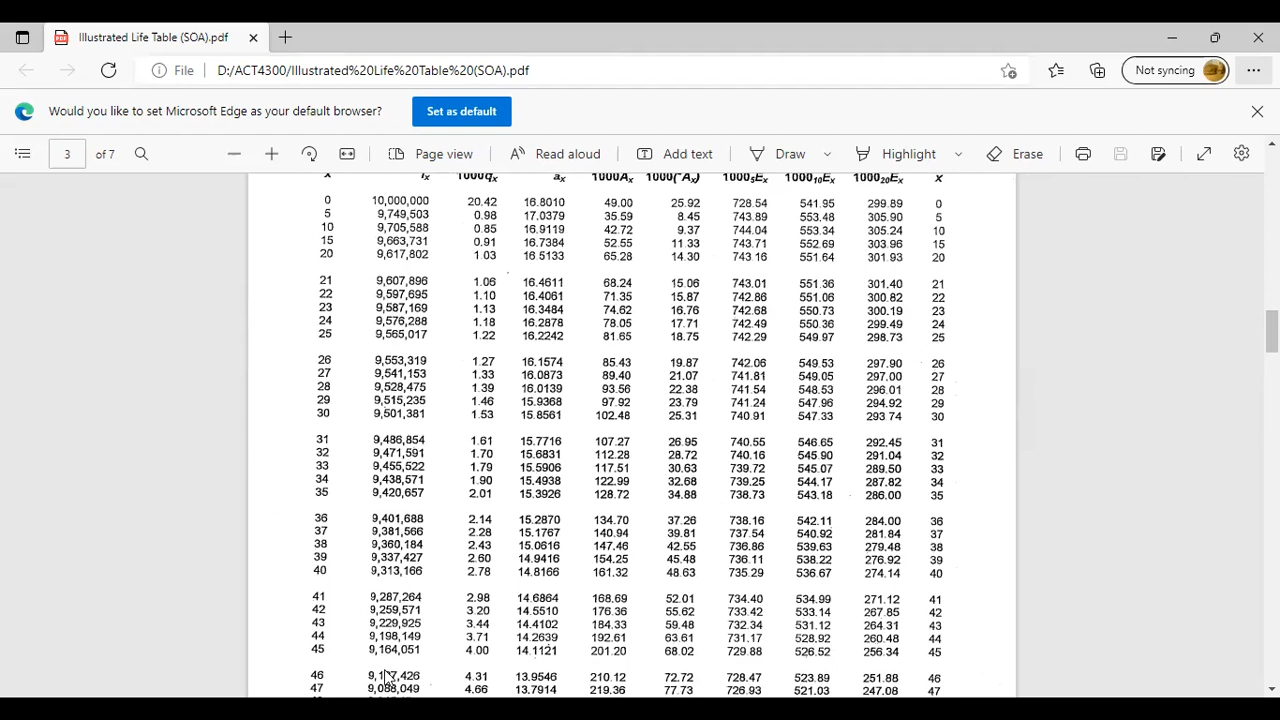 Illustrated Life Table (SOA).pdf
File D:/ACT4300/Illustrated%20Life%20Table%20(SOA).pdf Not syncing
Would you like to set Microsoft Edge as your default browser? Set as default
3 of 7 Page view Read aloud Add text Draw Highlight Erase
x lx 1000qx äx 1000Ax 1000(²Ax) 1000₅Ex 1000₁₀Ex 1000₂₀Ex x
0 10,000,000 20.42 16.8010 49.00 25.92 728.54 541.95 299.89 0
5 9,749,503 0.98 17.0379 35.59 8.45 743.89 553.48 305.90 5
10 9,705,588 0.85 16.9119 42.72 9.37 744.04 553.34 305.24 10
15 9,663,731 0.91 16.7384 52.55 11.33 743.71 552.69 303.96 15
20 9,617,802 1.03 16.5133 65.28 14.30 743.16 551.64 301.93 20
21 9,607,896 1.06 16.4611 68.24 15.06 743.01 551.36 301.40 21
22 9,597,695 1.10 16.4061 71.35 15.87 742.86 551.06 300.82 22
23 9,587,169 1.13 16.3484 74.62 16.76 742.68 550.73 300.19 23
24 9,576,288 1.18 16.2878 78.05 17.71 742.49 550.36 299.49 24
25 9,565,017 1.22 16.2242 81.65 18.75 742.29 549.97 298.73 25
26 9,553,319 1.27 16.1574 85.43 19.87 742.06 549.53 297.90 26
27 9,541,153 1.33 16.0873 89.40 21.07 741.81 549.05 297.00 27
28 9,528,475 1.39 16.0139 93.56 22.38 741.54 548.53 296.01 28
29 9,515,235 1.46 15.9368 97.92 23.79 741.24 547.96 294.92 29
30 9,501,381 1.53 15.8561 102.48 25.31 740.91 547.33 293.74 30
31 9,486,854 1.61 15.7716 107.27 26.95 740.55 546.65 292.45 31
32 9,471,591 1.70 15.6831 112.28 28.72 740.16 545.90 291.04 32
33 9,455,522 1.79 15.5906 117.51 30.63 739.72 545.07 289.50 33
34 9,438,571 1.90 15.4938 122.99 32.68 739.25 544.17 287.82 34
35 9,420,657 2.01 15.3926 128.72 34.88 738.73 543.18 286.00 35
36 9,401,688 2.14 15.2870 134.70 37.26 738.16 542.11 284.00 36
37 9,381,566 2.28 15.1767 140.94 39.81 737.54 540.92 281.84 37
38 9,360,184 2.43 15.0616 147.46 42.55 736.86 539.63 279.48 38
39 9,337,427 2.60 14.9416 154.25 45.48 736.11 538.22 276.92 39
40 9,313,166 2.78 14.8166 161.32 48.63 735.29 536.67 274.14 40
41 9,287,264 2.98 14.6864 168.69 52.01 734.40 534.99 271.12 41
42 9,259,571 3.20 14.5510 176.36 55.62 733.42 533.14 267.85 42
43 9,229,925 3.44 14.4102 184.33 59.48 732.34 531.12 264.31 43
44 9,198,149 3.71 14.2639 192.61 63.61 731.17 528.92 260.48 44
45 9,164,051 4.00 14.1121 201.20 68.02 729.88 526.52 256.34 45
46 4.31 13.9546 210.12 72.72 728.47 523.89 251.88 46
47 9,088,049 4.66 13.7914 219.36 77.73 726.93 521.03 247.08 47